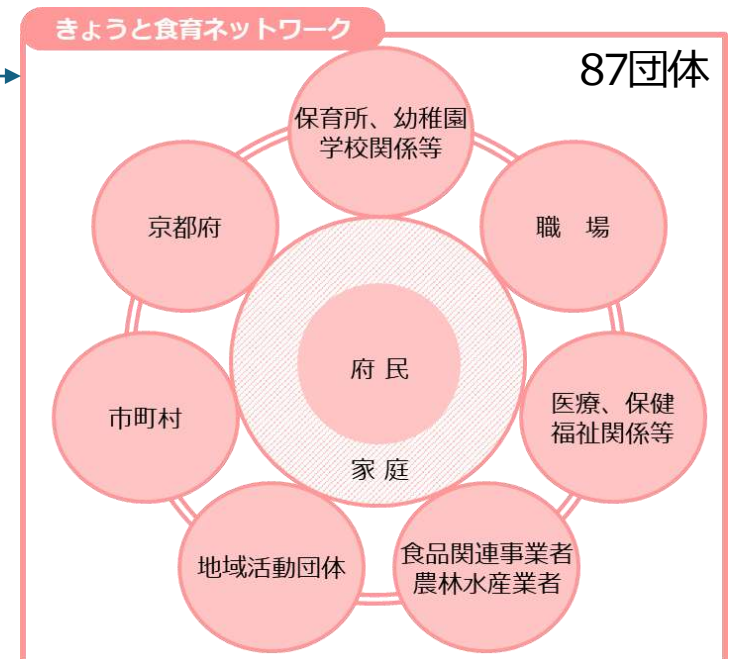 きょうと食育ネットワーク
87団体
保育所、幼稚園
学校関係等
京都府
職　場
府 民
家 庭
市町村
医療、保健
福祉関係等
地域活動団体
食品関連事業者
農林水産業者